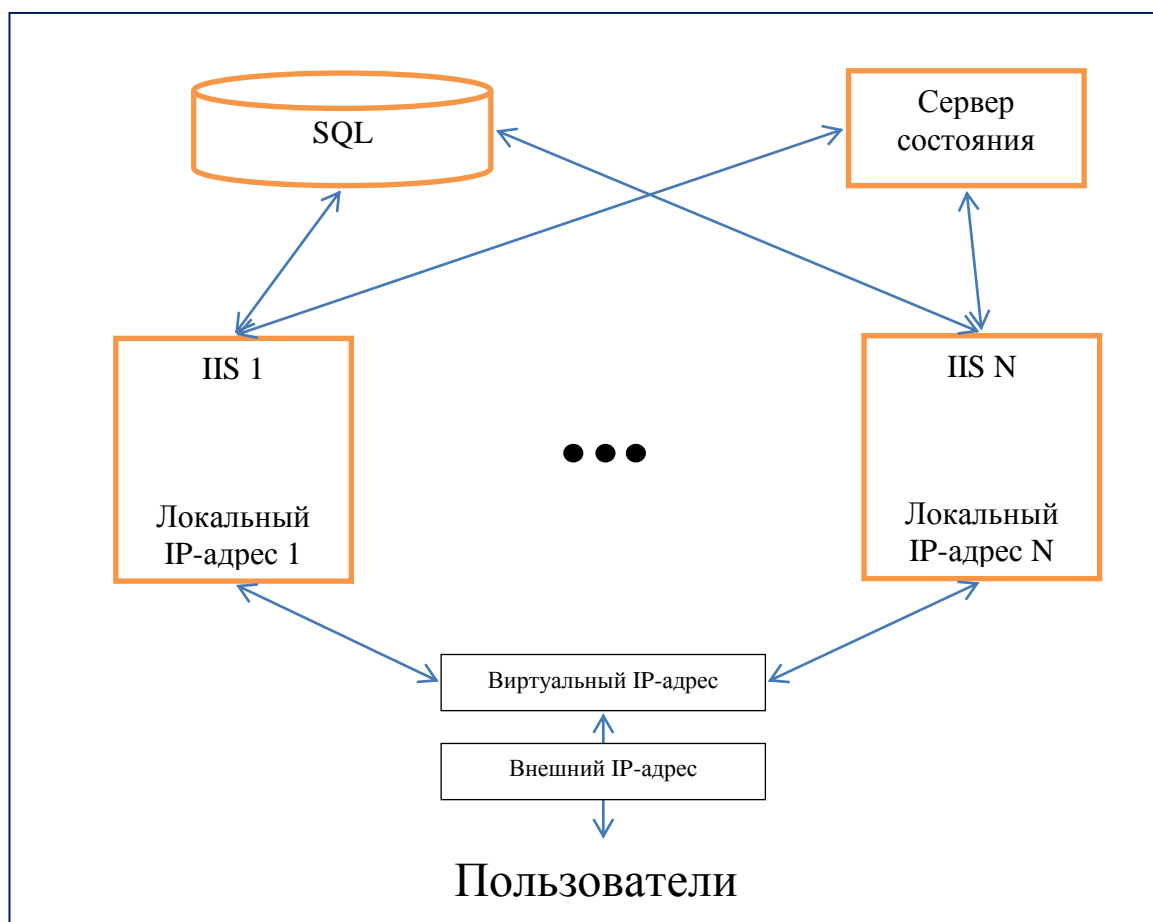 SQL
Сервер
состояния
IIS 1
Локальный
IP-адрес 1
IIS N
Локальный
IP-адрес N
Виртуальный IP-адрес
Внешний IP-адрес
Пользователи